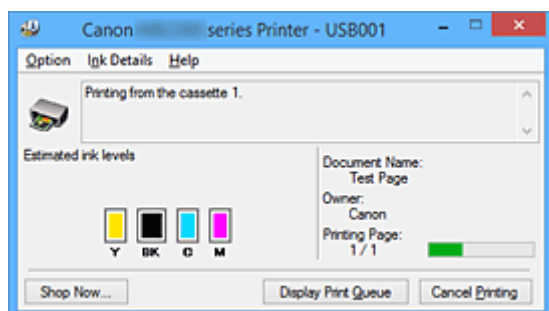 Canon series Printer - USB001
Option Ink Details Help
Printing from the cassette 1.
Estimated ink levels
Y BK C M
Document Name:
Test Page
Owner:
Canon
Printing Page:
1 / 1
Shop Now... Display Print Queue Cancel Printing